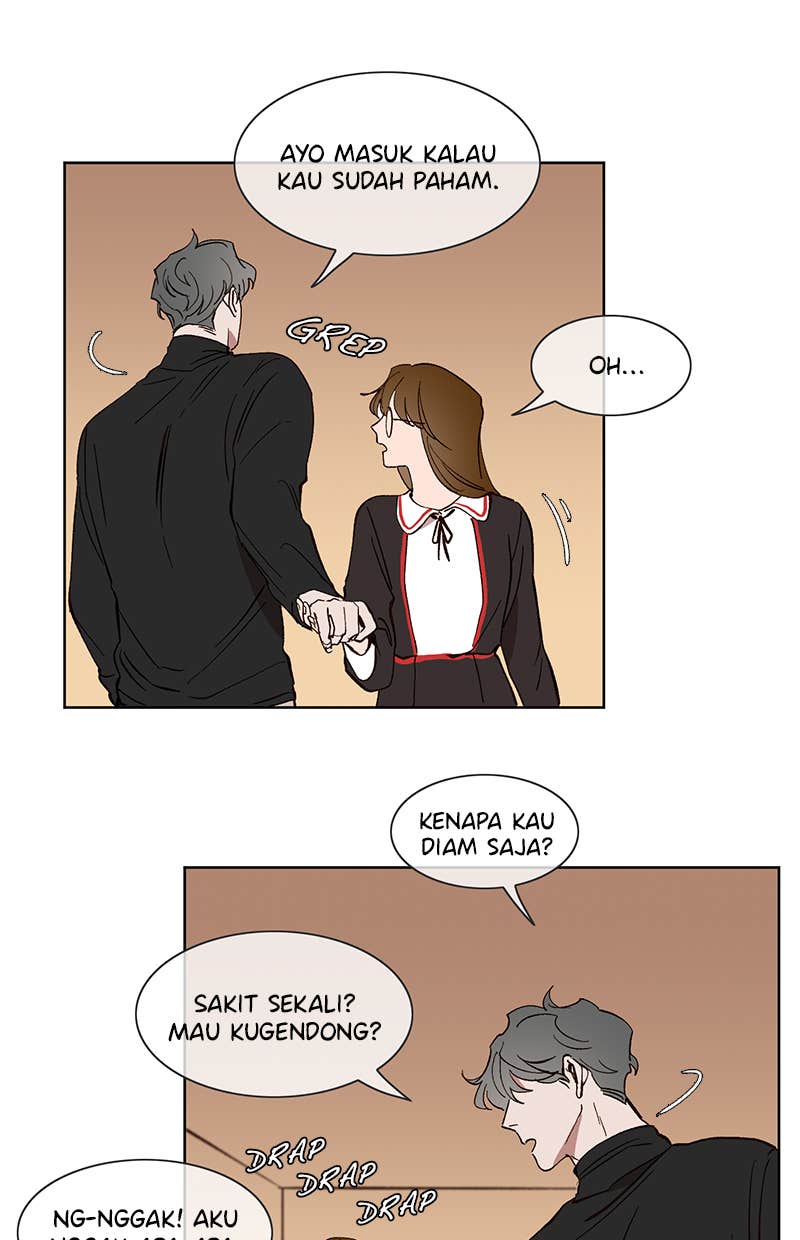 AYO MASUK KALAU
KAU SUDAH PAHAM.
GREP
OH...
KENAPA KAU
DIAM SAJA?
SAKIT SEKALI?
MAU KUGENDONG?
DRAP
DRAP
DRAP
NG-NGGAK! AKU